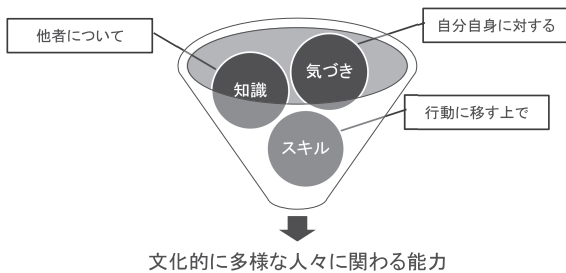 他者について
自分自身に対する
気づき
知識
行動に移す上で
スキル
文化的に多様な人々に関わる能力